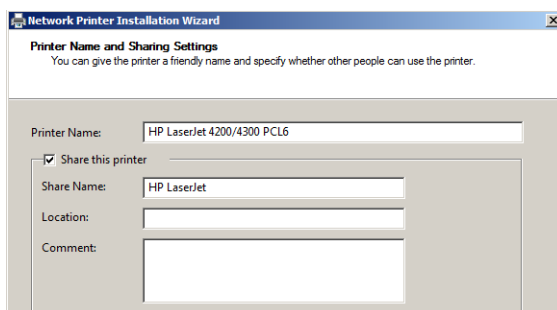 Network Printer Installation Wizard
Printer Name and Sharing Settings
You can give the printer a friendly name and specify whether other people can use the printer.
Printer Name: HP LaserJet 4200/4300 PCL6
Share this printer
Share Name: HP LaserJet
Location:
Comment: